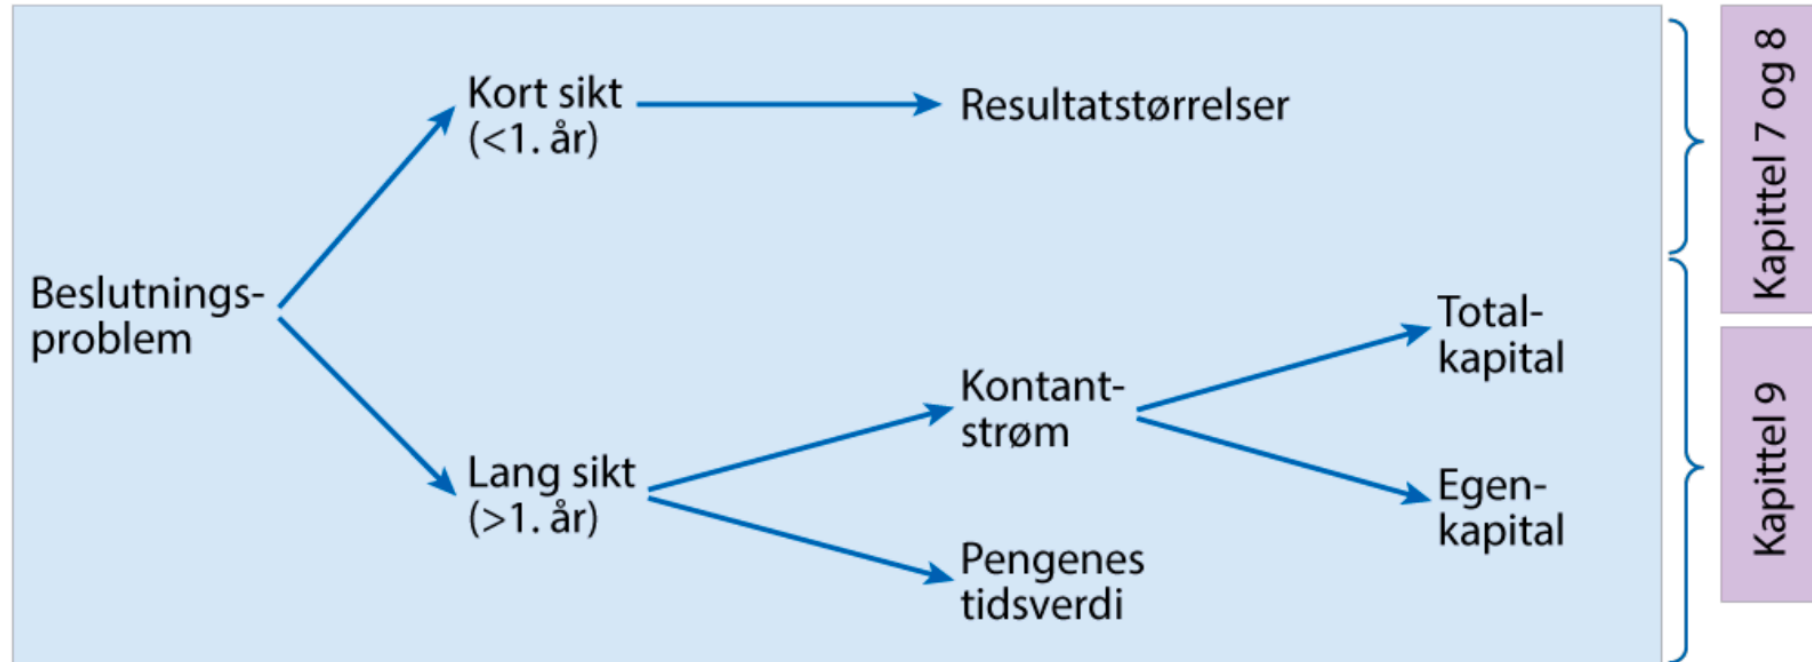 Kort sikt
(<1. år)
Resultatstørrelser
Beslutnings-
problem
Lang sikt
(>1. år)
Kontant-
strøm
Pengenes
tidsverdi
Total-
kapital
Egen-
kapital
Kapittel 7 og 8
Kapittel 9